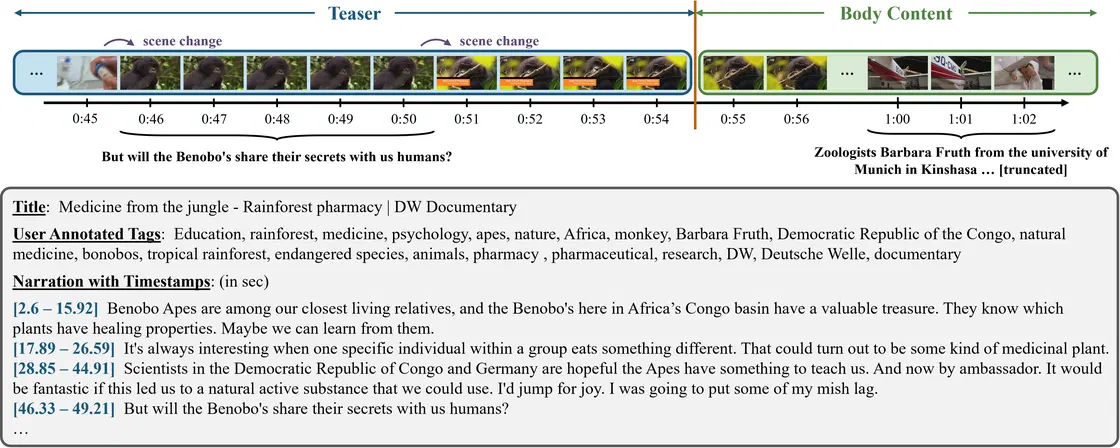 Teaser
Body Content
scene change
scene change
...
...
...
0:45
0:46
0:47
0:48
0:49
0:50
0:51
0:52
0:53
0:54
0:55
0:56
1:00
1:01
1:02
But will the Benobo's share their secrets with us humans?
Zoologists Barbara Fruth from the university of
Munich in Kinshasa … [truncated]
Title: Medicine from the jungle - Rainforest pharmacy | DW Documentary
User Annotated Tags: Education, rainforest, medicine, psychology, apes, nature, Africa, monkey, Barbara Fruth, Democratic Republic of the Congo, natural
medicine, bonobos, tropical rainforest, endangered species, animals, pharmacy , pharmaceutical, research, DW, Deutsche Welle, documentary
Narration with Timestamps: (in sec)
[2.6 – 15.92] Benobo Apes are among our closest living relatives, and the Benobo's here in Africa’s Congo basin have a valuable treasure. They know which
plants have healing properties. Maybe we can learn from them.
[17.89 – 26.59] It's always interesting when one specific individual within a group eats something different. That could turn out to be some kind of medicinal plant.
[28.85 – 44.91] Scientists in the Democratic Republic of Congo and Germany are hopeful the Apes have something to teach us. And now by ambassador. It would
be fantastic if this led us to a natural active substance that we could use. I'd jump for joy. I was going to put some of my mish lag.
[46.33 – 49.21] But will the Benobo's share their secrets with us humans?
…